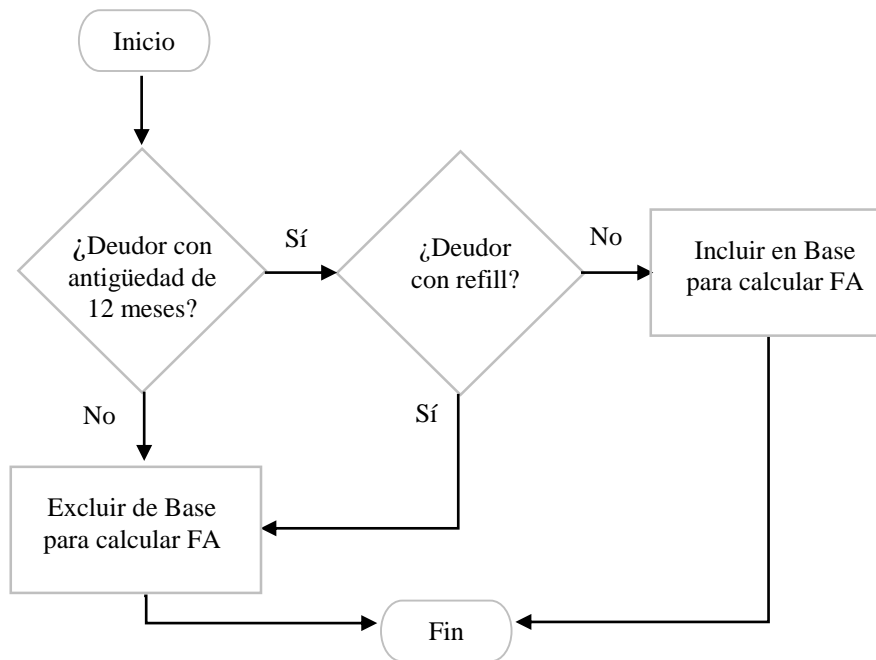 Inicio
¿Deudor con
antigüedad de
12 meses?
Sí
¿Deudor
con refill?
No
Incluir en Base
para calcular FA
No
Sí
Excluir de Base
para calcular FA
Fin